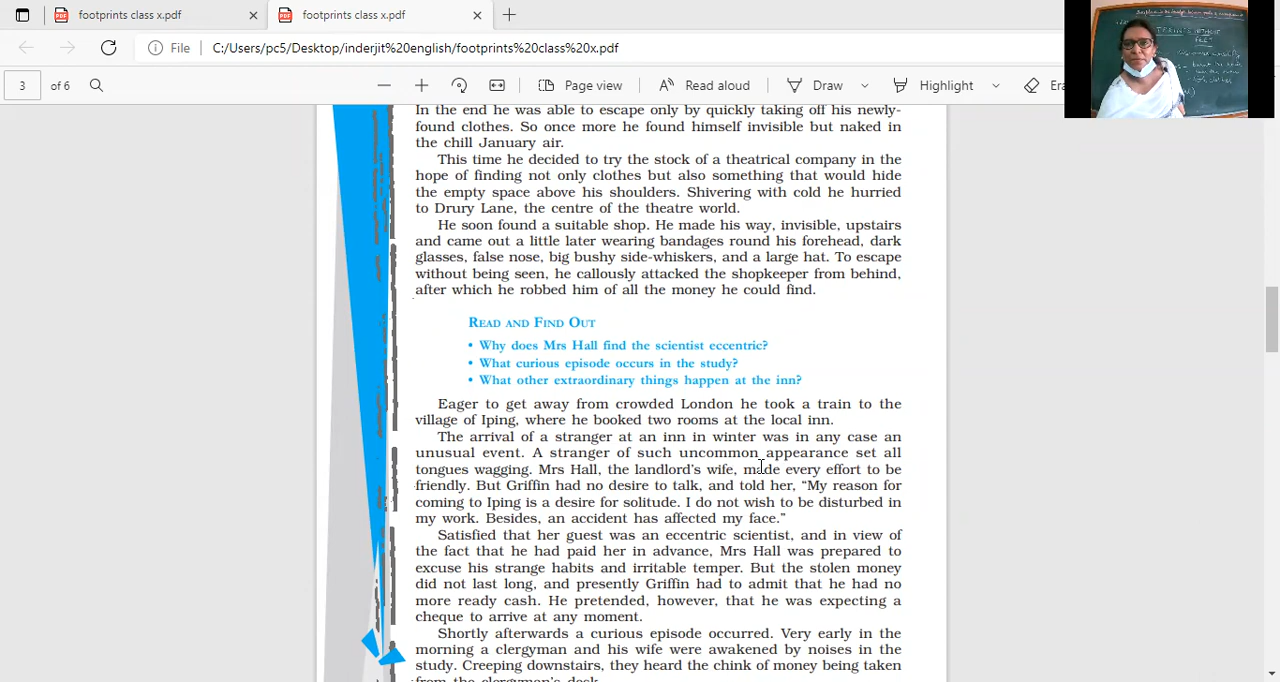 footprints class x.pdf
footprints class x.pdf
File
C:/Users/pc5/Desktop/inderjit%20english/footprints%20class%20x.pdf
3 of 6
Page view
Read aloud
Draw
Highlight
Era
In the end he was able to escape only by quickly taking off his newly-
found clothes. So once more he found himself invisible but naked in
the chill January air.
This time he decided to try the stock of a theatrical company in the
hope of finding not only clothes but also something that would hide
the empty space above his shoulders. Shivering with cold he hurried
to Drury Lane, the centre of the theatre world.
He soon found a suitable shop. He made his way, invisible, upstairs
and came out a little later wearing bandages round his forehead, dark
glasses, false nose, big bushy side-whiskers, and a large hat. To escape
without being seen, he callously attacked the shopkeeper from behind,
after which he robbed him of all the money he could find.
READ AND FIND OUT
• Why does Mrs Hall find the scientist eccentric?
• What curious episode occurs in the study?
• What other extraordinary things happen at the inn?
Eager to get away from crowded London he took a train to the
village of Iping, where he booked two rooms at the local inn.
The arrival of a stranger at an inn in winter was in any case an
unusual event. A stranger of such uncommon appearance set all
tongues wagging. Mrs Hall, the landlord's wife, made every effort to be
friendly. But Griffin had no desire to talk, and told her, “My reason for
coming to Iping is a desire for solitude. I do not wish to be disturbed in
my work. Besides, an accident has affected my face.”
Satisfied that her guest was an eccentric scientist, and in view of
the fact that he had paid her in advance, Mrs Hall was prepared to
excuse his strange habits and irritable temper. But the stolen money
did not last long, and presently Griffin had to admit that he had no
more ready cash. He pretended, however, that he was expecting a
cheque to arrive at any moment.
Shortly afterwards a curious episode occurred. Very early in the
morning a clergyman and his wife were awakened by noises in the
study. Creeping downstairs, they heard the chink of money being taken
from the clergyman's desk.